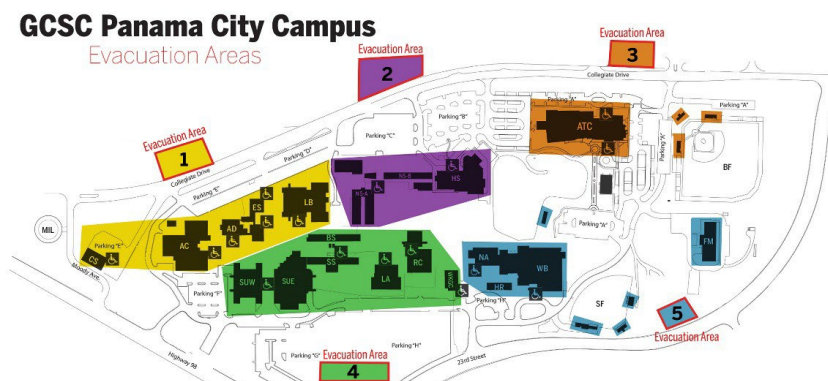 GCSC Panama City Campus
Evacuation Areas
Evacuation Area
3
Evacuation Area
2
Collegiate Drive
Parking "A"
Parking "A"
Parking "B"
ATC
Parking "C"
Parking "A"
Evacuation Area
1
Parking "D"
Collegiate Drive
BF
HS
Parking "E"
ES
LB
MIL
AD
Parking "A"
AC
Parking "E"
CS
BS
SS
RC
NA
WB
FM
Moody Ave.
SUW
SUE
LA
HR
Parking "F"
Parking "H"
SF
5
Evacuation Area
Highway 98
Parking "G"
Evacuation Area
Parking "H"
23rd Street
4